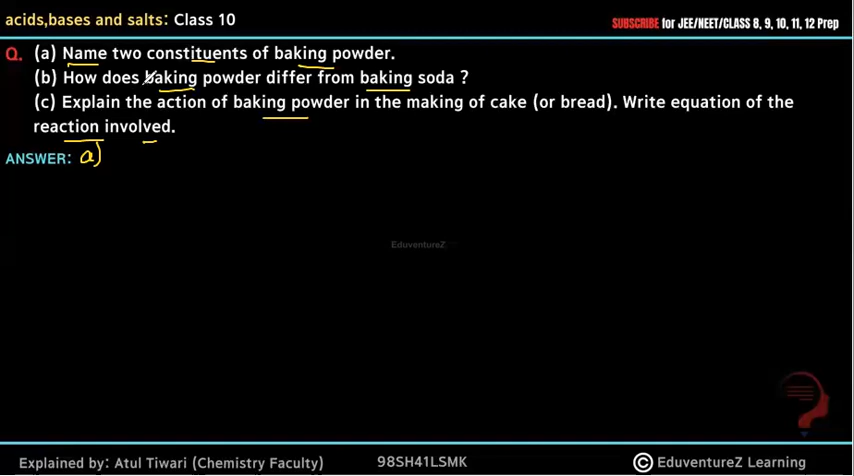 acids,bases and salts: Class 10
SUBSCRIBE for JEE/NEET/CLASS 8, 9, 10, 11, 12 Prep
Q. (a) Name two constituents of baking powder.
(b) How does baking powder differ from baking soda ?
(c) Explain the action of baking powder in the making of cake (or bread). Write equation of the
reaction involved.
ANSWER: a)
EduventureZ
Explained by: Atul Tiwari (Chemistry Faculty)
98SH41LSMK
© EduventureZ Learning